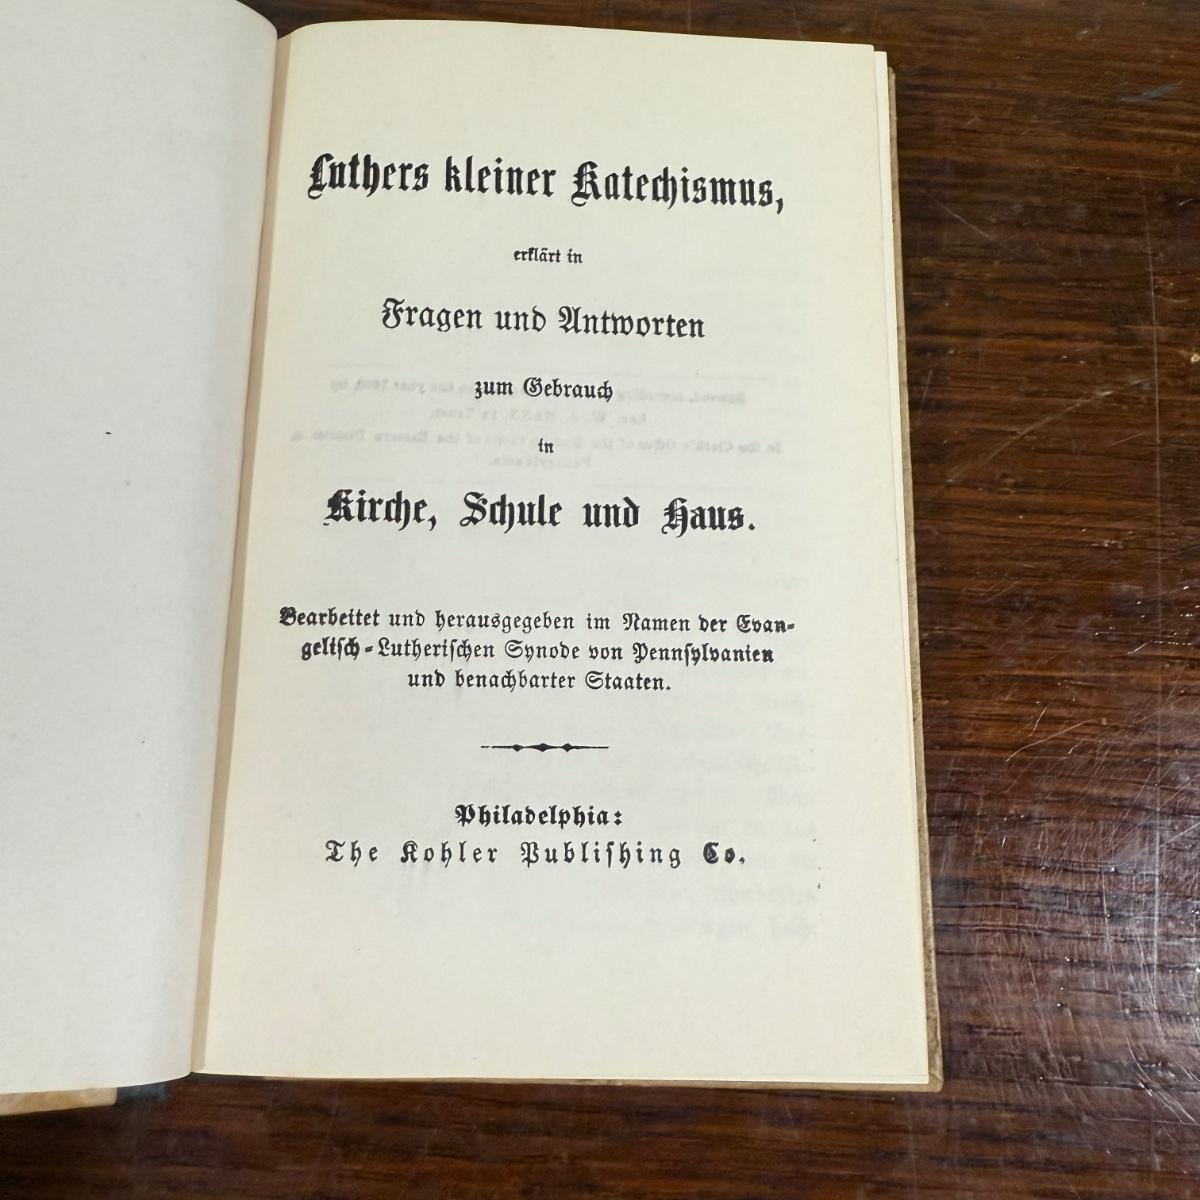 Luthers kleiner Katechismus,
erklärt in
Fragen und Antworten
zum Gebrauch
in
Kirche, Schule und Haus.
Bearbeitet und herausgegeben im Namen der Evan-
gelisch-Lutherischen Synode von Pennsylvanien
und benachbarter Staaten.
Philadelphia:
The Kohler Publishing Co.